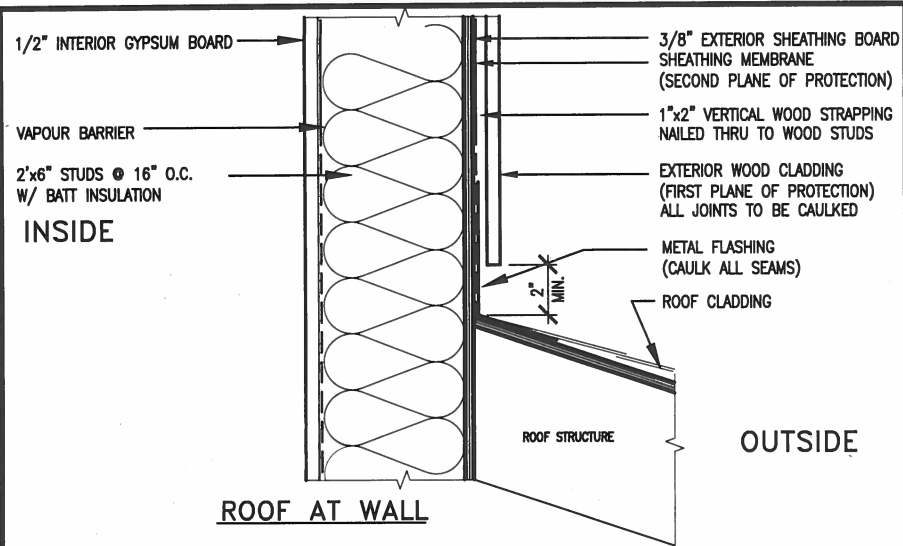 1/2" INTERIOR GYPSUM BOARD
VAPOUR BARRIER
2'x6" STUDS @ 16" O.C.
W/ BATT INSULATION
INSIDE
3/8" EXTERIOR SHEATHING BOARD
SHEATHING MEMBRANE
(SECOND PLANE OF PROTECTION)
1"x2" VERTICAL WOOD STRAPPING
NAILED THRU TO WOOD STUDS
EXTERIOR WOOD CLADDING
(FIRST PLANE OF PROTECTION)
ALL JOINTS TO BE CAULKED
METAL FLASHING
(CAULK ALL SEAMS)
2"
MIN.
ROOF CLADDING
ROOF STRUCTURE
OUTSIDE
ROOF AT WALL